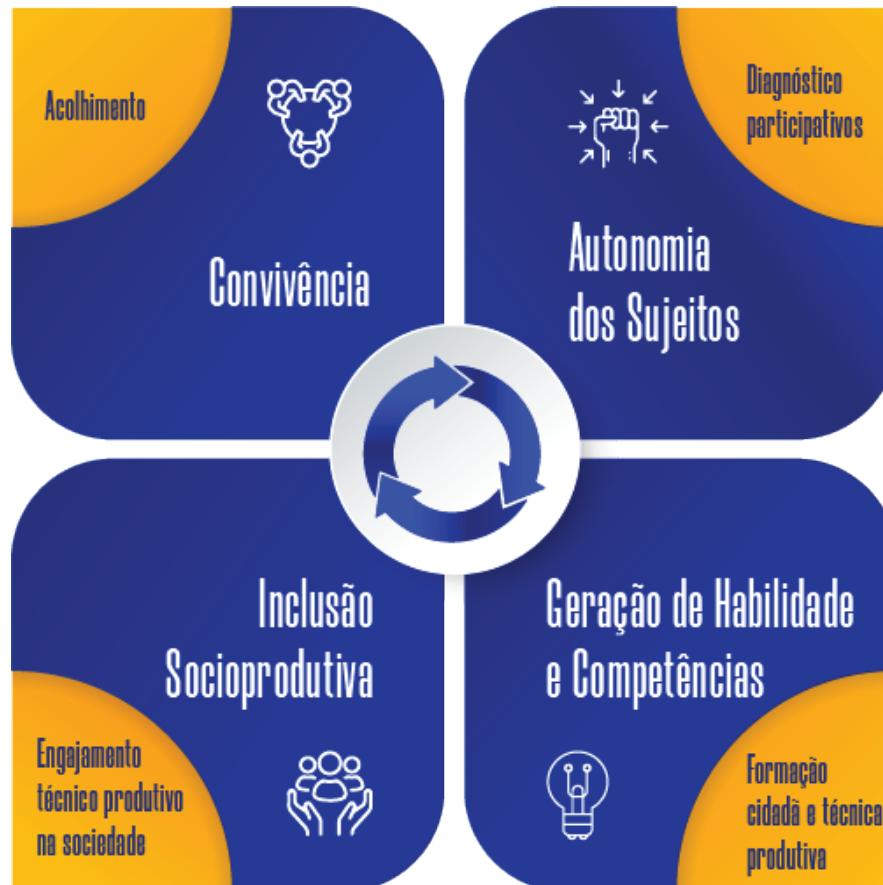 Acolhimento
Convivência
Diagnóstico
participativos
Autonomia
dos Sujeitos
Inclusão
Socioprodutiva
Engajamento
técnico produtivo
na sociedade
Geração de Habilidade
e Competências
Formação
cidadã e técnica
produtiva